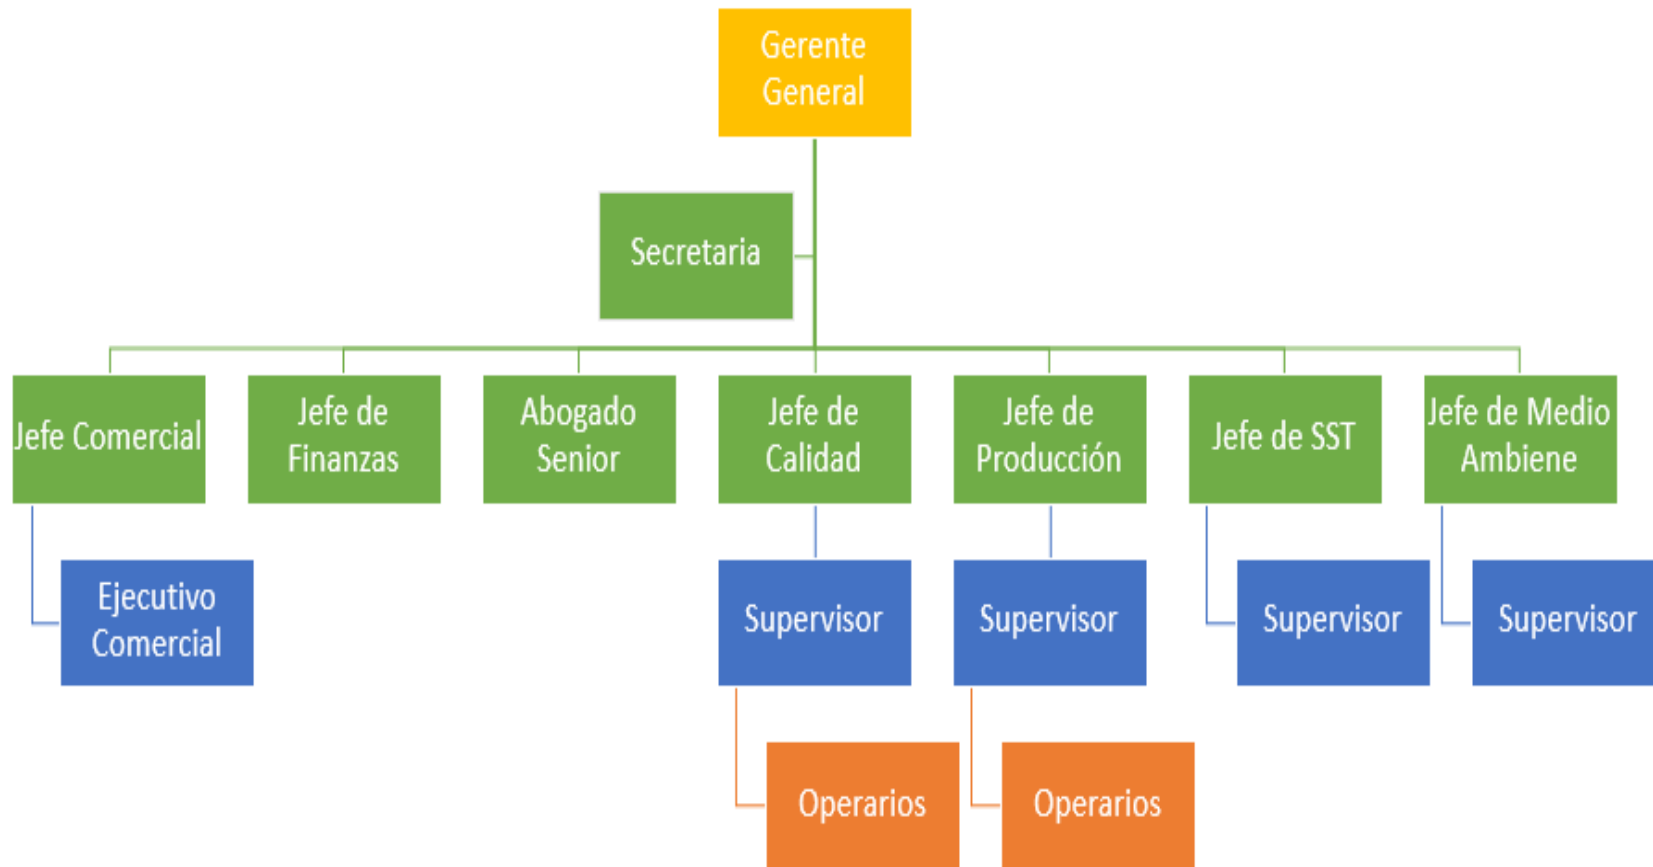 Gerente
General
Secretaria
Jefe Comercial
Jefe de
Finanzas
Abogado
Senior
Jefe de
Calidad
Jefe de
Producción
Jefe de SST
Jefe de Medio
Ambiene
Ejecutivo
Comercial
Supervisor
Supervisor
Supervisor
Supervisor
Operarios
Operarios